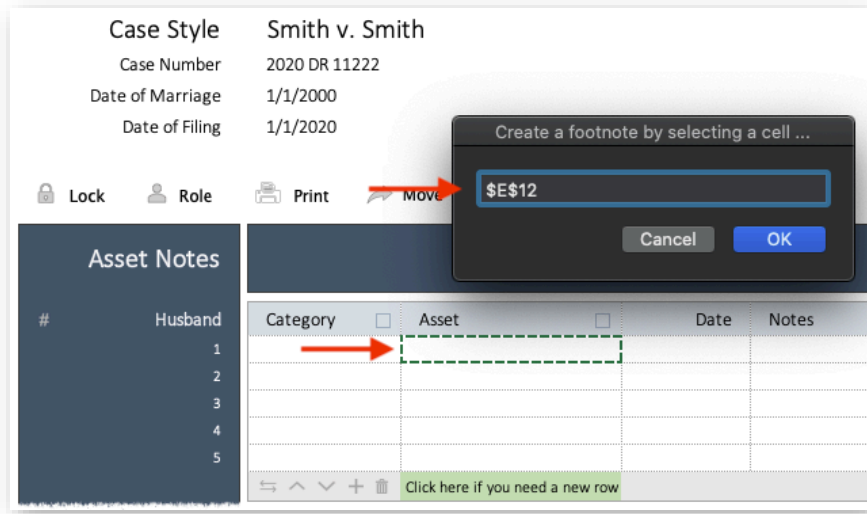 Case Style Smith v. Smith
Case Number 2020 DR 11222
Date of Marriage 1/1/2000
Date of Filing 1/1/2020
Create a footnote by selecting a cell ...
$E$12
Lock Role Print Move
Cancel OK
Asset Notes
# Husband Category Asset Date Notes
1
2
3
4
5
Click here if you need a new row